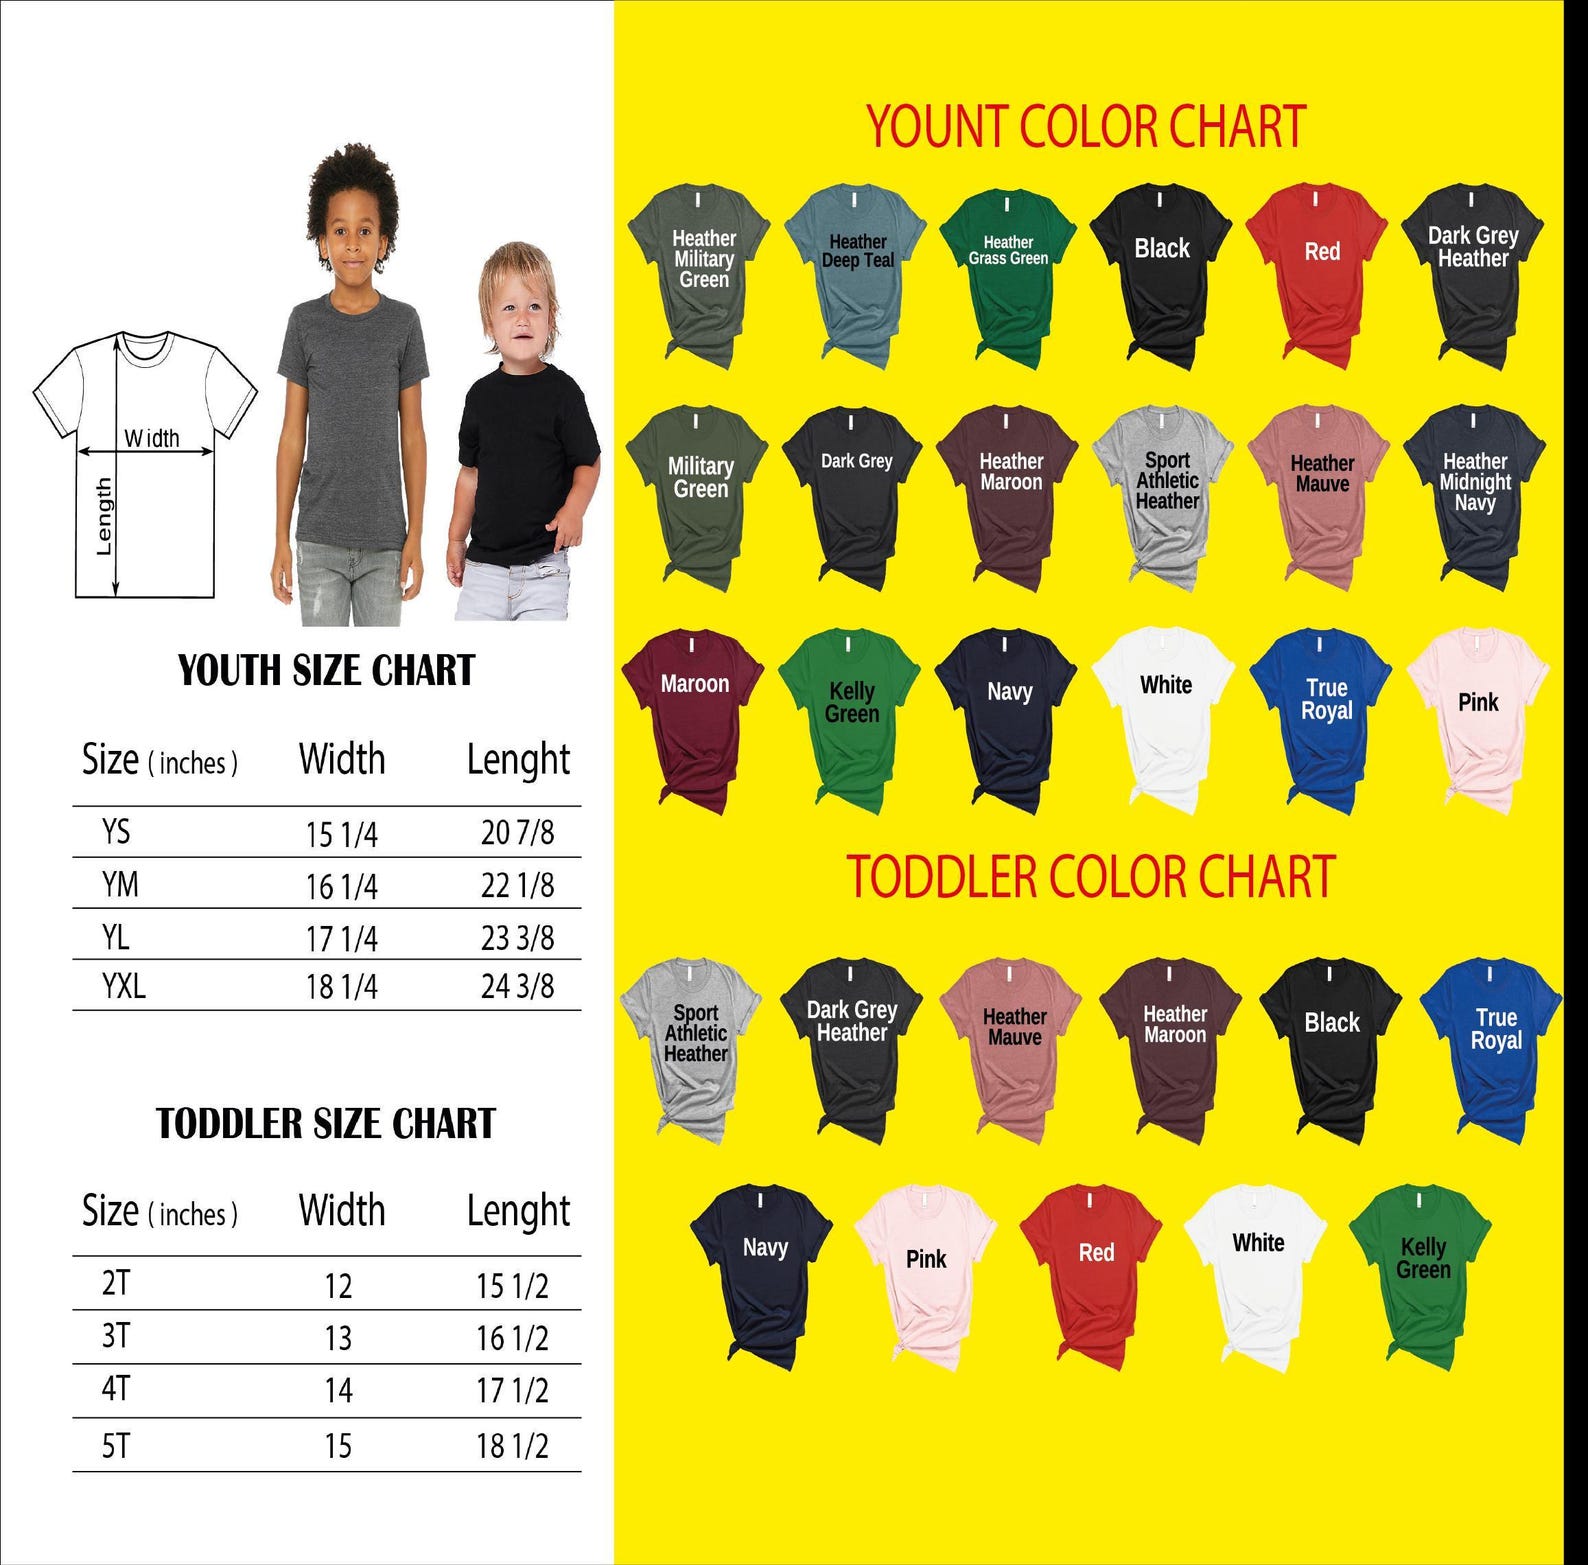 Width
Length
YOUTH SIZE CHART
Size ( inches ) Width Lenght
YS 15 1/4 20 7/8
YM 16 1/4 22 1/8
YL 17 1/4 23 3/8
YXL 18 1/4 24 3/8
TODDLER SIZE CHART
Size ( inches ) Width Lenght
2T 12 15 1/2
3T 13 16 1/2
4T 14 17 1/2
5T 15 18 1/2
YOUNT COLOR CHART
Heather
Military
Green
Heather
Deep Teal
Heather
Grass Green
Black
Red
Dark Grey
Heather
Military
Green
Dark Grey
Heather
Maroon
Sport
Athletic
Heather
Heather
Mauve
Heather
Midnight
Navy
Maroon
Kelly
Green
Navy
White
True
Royal
Pink
TODDLER COLOR CHART
Sport
Athletic
Heather
Dark Grey
Heather
Heather
Mauve
Heather
Maroon
Black
True
Royal
Navy
Pink
Red
White
Kelly
Green